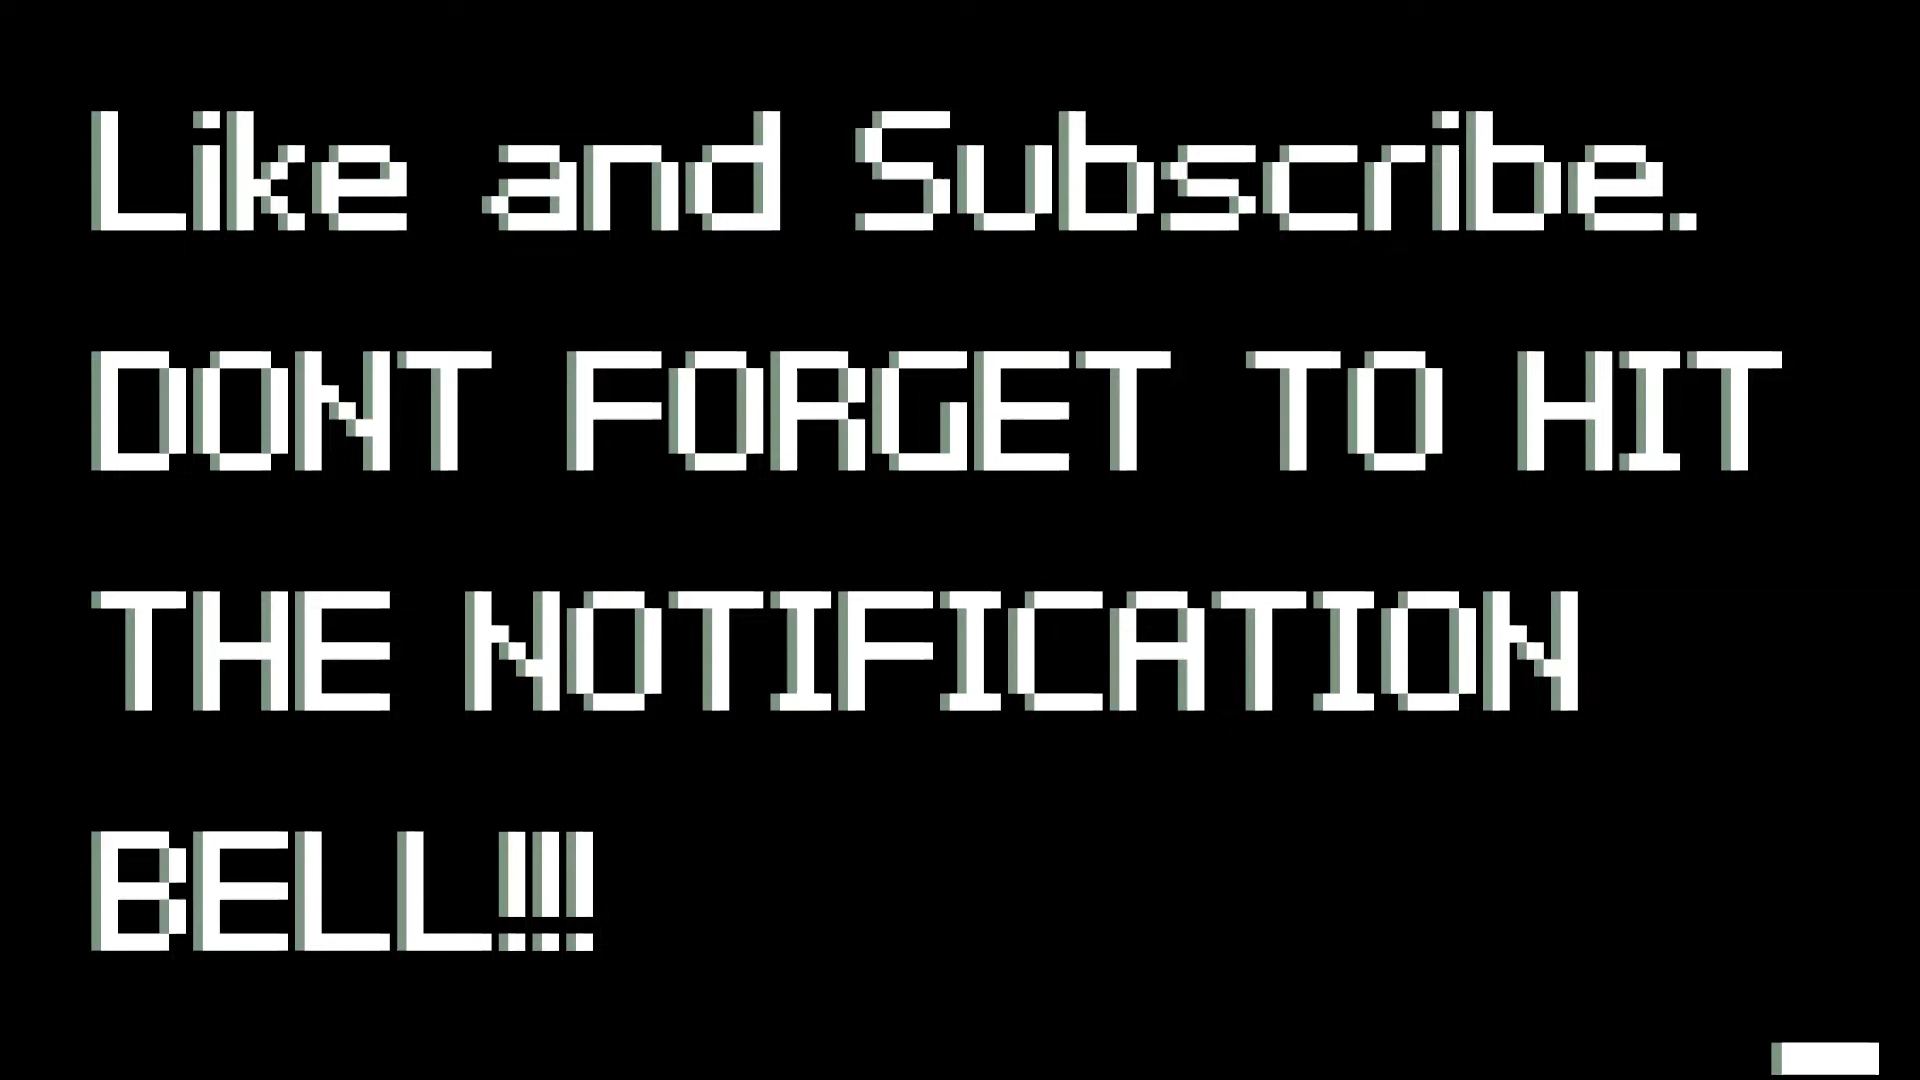 Like and Subscribe.
DONT FORGET TO HIT
THE NOTIFICATION
BELL!!!